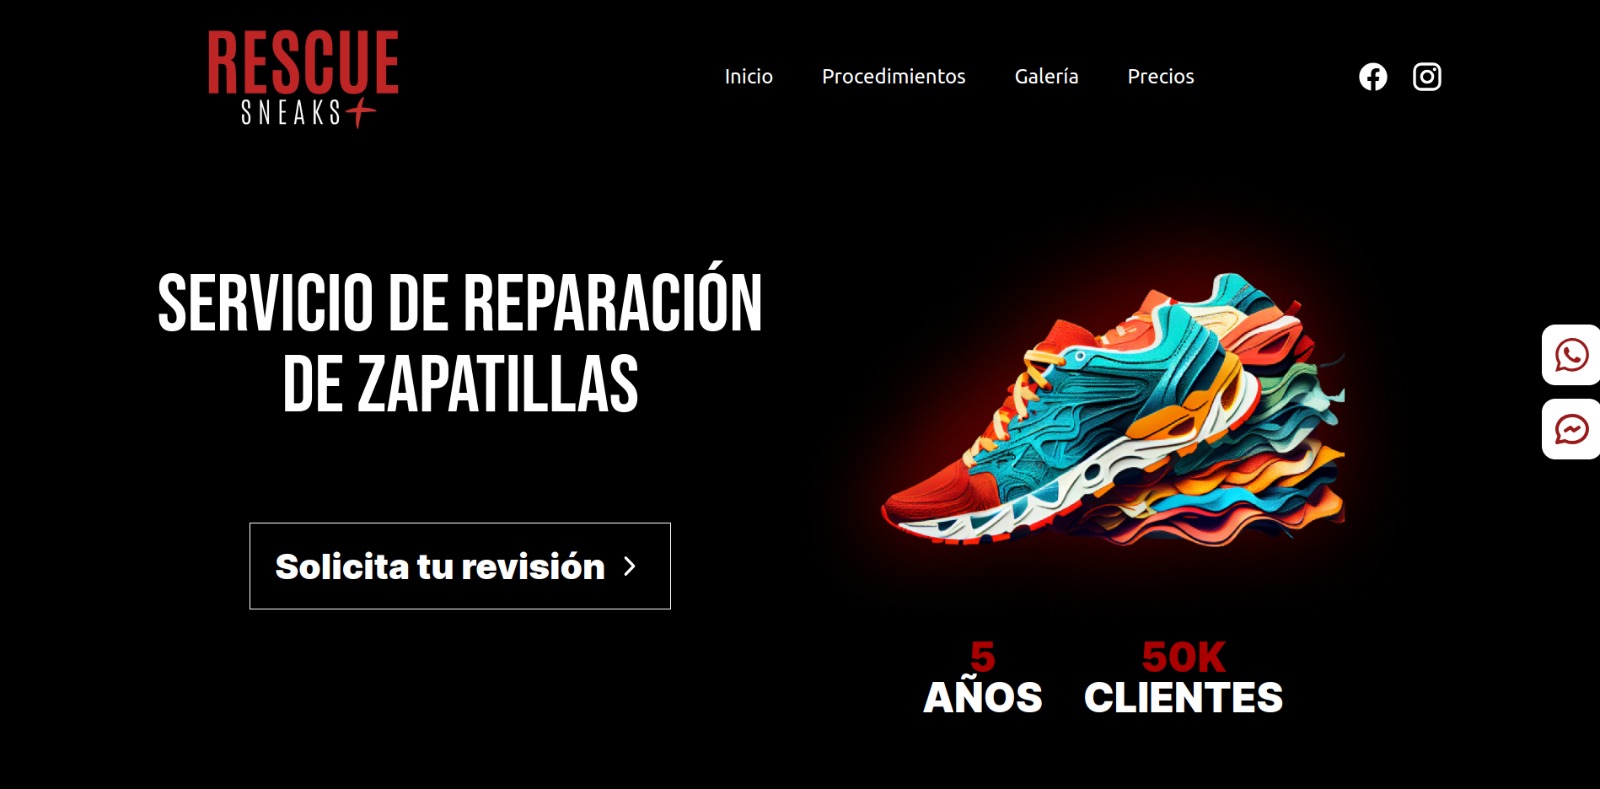 RESCUE
SNEAKS
Inicio
Procedimientos
Galería
Precios
SERVICIO DE REPARACIÓN
DE ZAPATILLAS
Solicita tu revisión
5
AÑOS
50K
CLIENTES